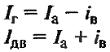 Iг = Iа − iв
Iдв = Iа + iв